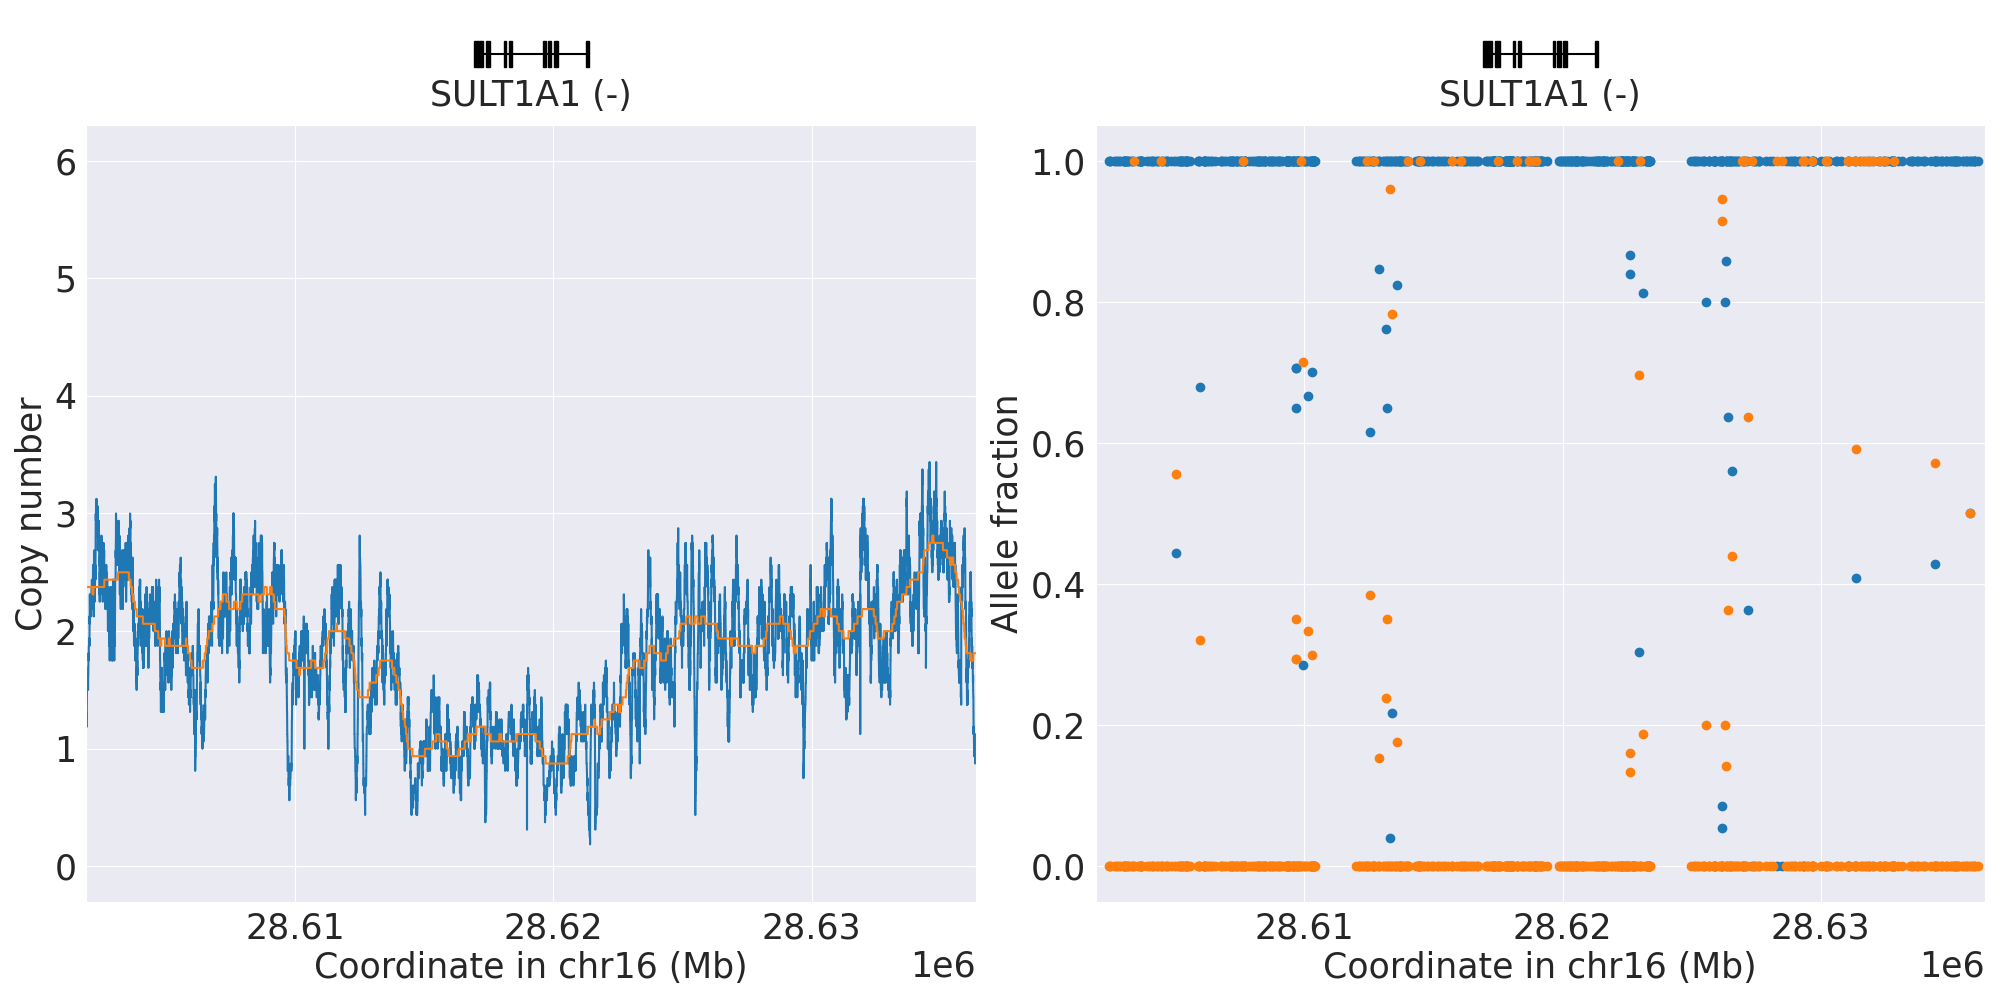 SULT1A1 (-)
SULT1A1 (-)
Copy number
6
5
4
3
2
1
0
28.61
28.62
28.63
Coordinate in chr16 (Mb)
1e6
Allele fraction
1.0
0.8
0.6
0.4
0.2
0.0
28.61
28.62
28.63
Coordinate in chr16 (Mb)
1e6